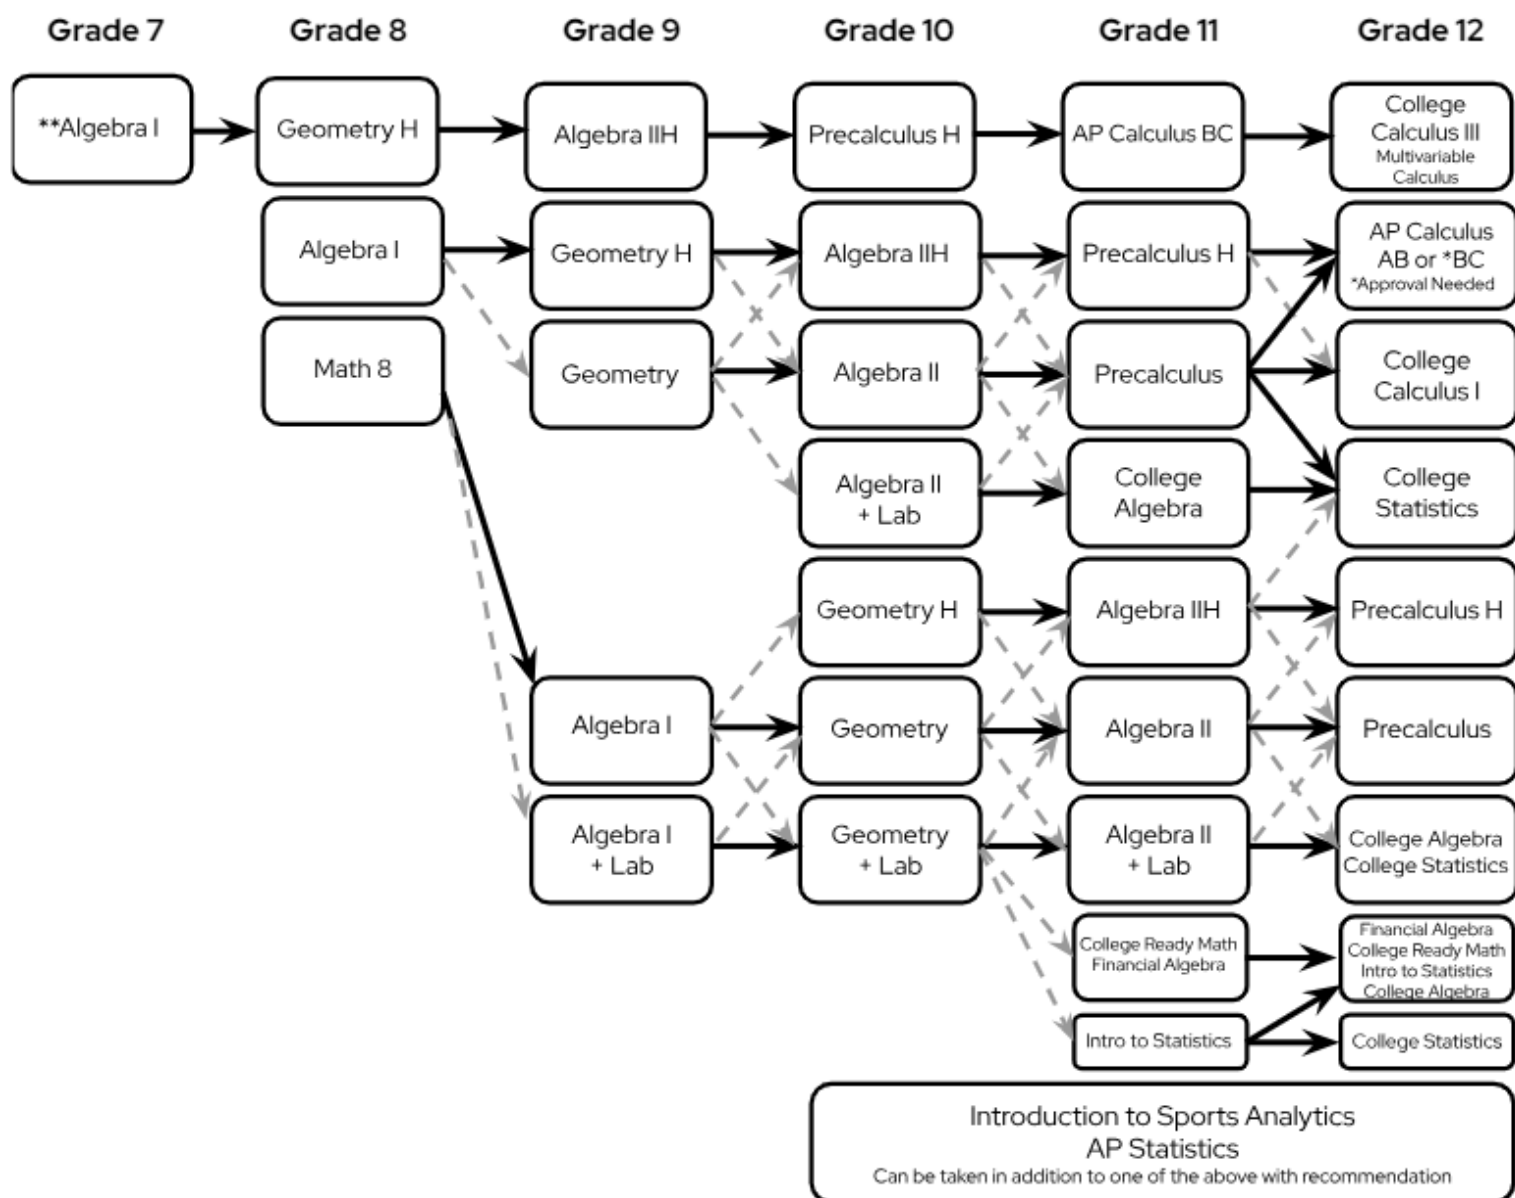 Grade 7
Grade 8
Grade 9
Grade 10
Grade 11
Grade 12
**Algebra I
Geometry H
Algebra IIH
Precalculus H
AP Calculus BC
College
Calculus III
Multivariable
Calculus
Algebra I
Geometry H
Algebra IIH
Precalculus H
AP Calculus
AB or *BC
*Approval Needed
Math 8
Geometry
Algebra II
Precalculus
College
Calculus I
Algebra II
+ Lab
College
Algebra
College
Statistics
Geometry H
Algebra IIH
Precalculus H
Algebra I
Geometry
Algebra II
Precalculus
Algebra I
+ Lab
Geometry
+ Lab
Algebra II
+ Lab
College Algebra
College Statistics
College Ready Math
Financial Algebra
Financial Algebra
College Ready Math
Intro to Statistics
College Algebra
Intro to Statistics
College Statistics
Introduction to Sports Analytics
AP Statistics
Can be taken in addition to one of the above with recommendation